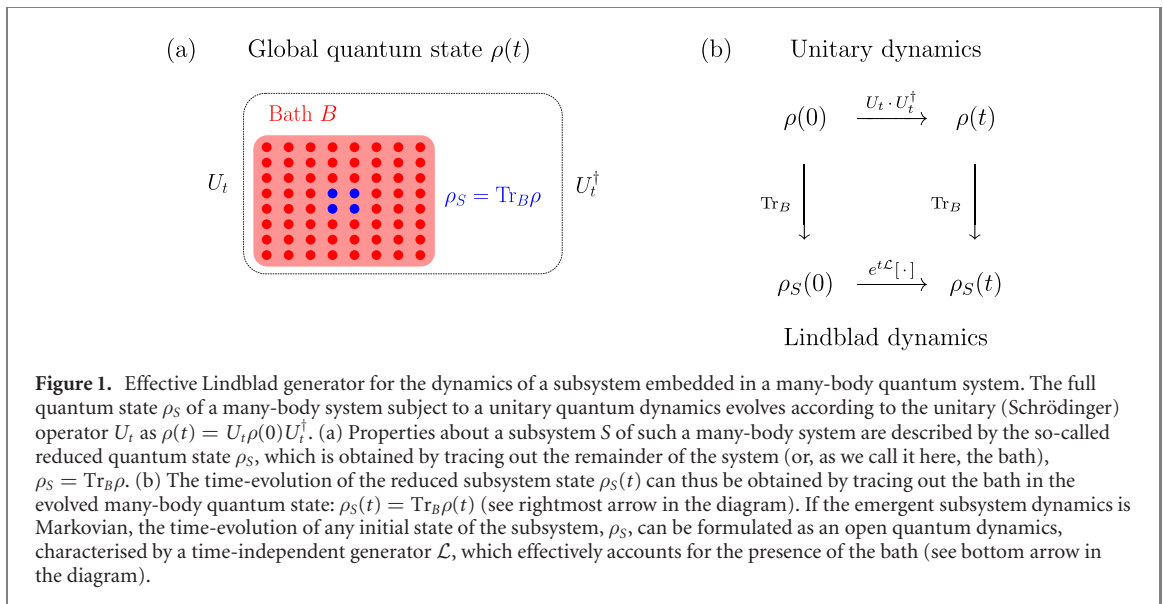 (a) Global quantum state ρ(t)
Bath B
U_t
ρ_S = Tr_Bρ
U_t^†
(b) Unitary dynamics
ρ(0) U_t · U_t^† ρ(t)
Tr_B Tr_B
ρ_S(0) e^{tℒ}[ · ] ρ_S(t)
Lindblad dynamics
Figure 1. Effective Lindblad generator for the dynamics of a subsystem embedded in a many-body quantum system. The full
quantum state ρ_S of a many-body system subject to a unitary quantum dynamics evolves according to the unitary (Schrödinger)
operator U_t as ρ(t) = U_tρ(0)U_t^†. (a) Properties about a subsystem S of such a many-body system are described by the so-called
reduced quantum state ρ_S, which is obtained by tracing out the remainder of the system (or, as we call it here, the bath),
ρ_S = Tr_Bρ. (b) The time-evolution of the reduced subsystem state ρ_S(t) can thus be obtained by tracing out the bath in the
evolved many-body quantum state: ρ_S(t) = Tr_Bρ(t) (see rightmost arrow in the diagram). If the emergent subsystem dynamics is
Markovian, the time-evolution of any initial state of the subsystem, ρ_S, can be formulated as an open quantum dynamics,
characterised by a time-independent generator ℒ, which effectively accounts for the presence of the bath (see bottom arrow in
the diagram).